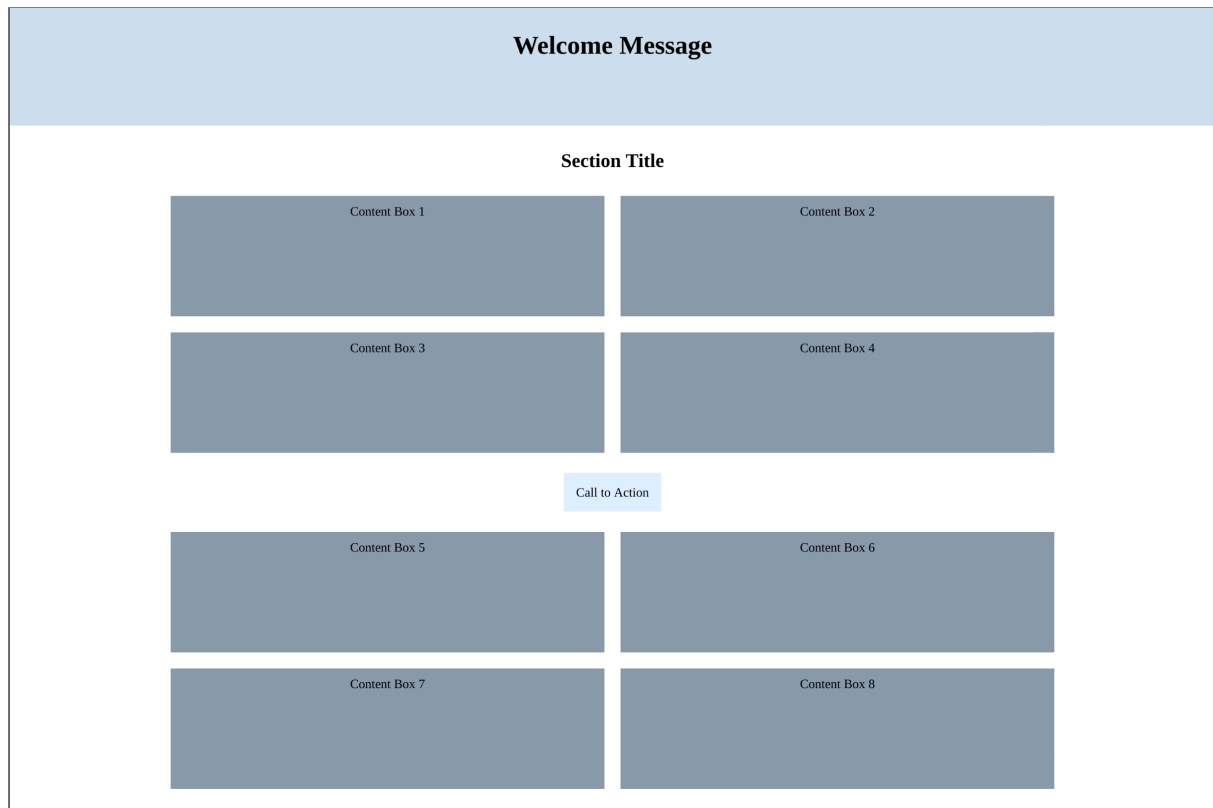 Welcome Message
Section Title
Content Box 1
Content Box 2
Content Box 3
Content Box 4
Call to Action
Content Box 5
Content Box 6
Content Box 7
Content Box 8